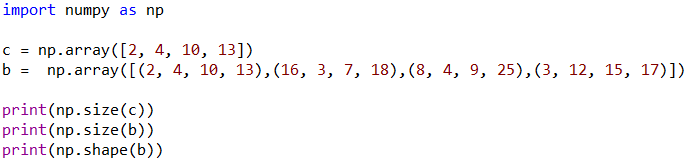 import numpy as np
c = np.array([2, 4, 10, 13])
b =  np.array([(2, 4, 10, 13),(16, 3, 7, 18),(8, 4, 9, 25),(3, 12, 15, 17)])
print(np.size(c))
print(np.size(b))
print(np.shape(b))